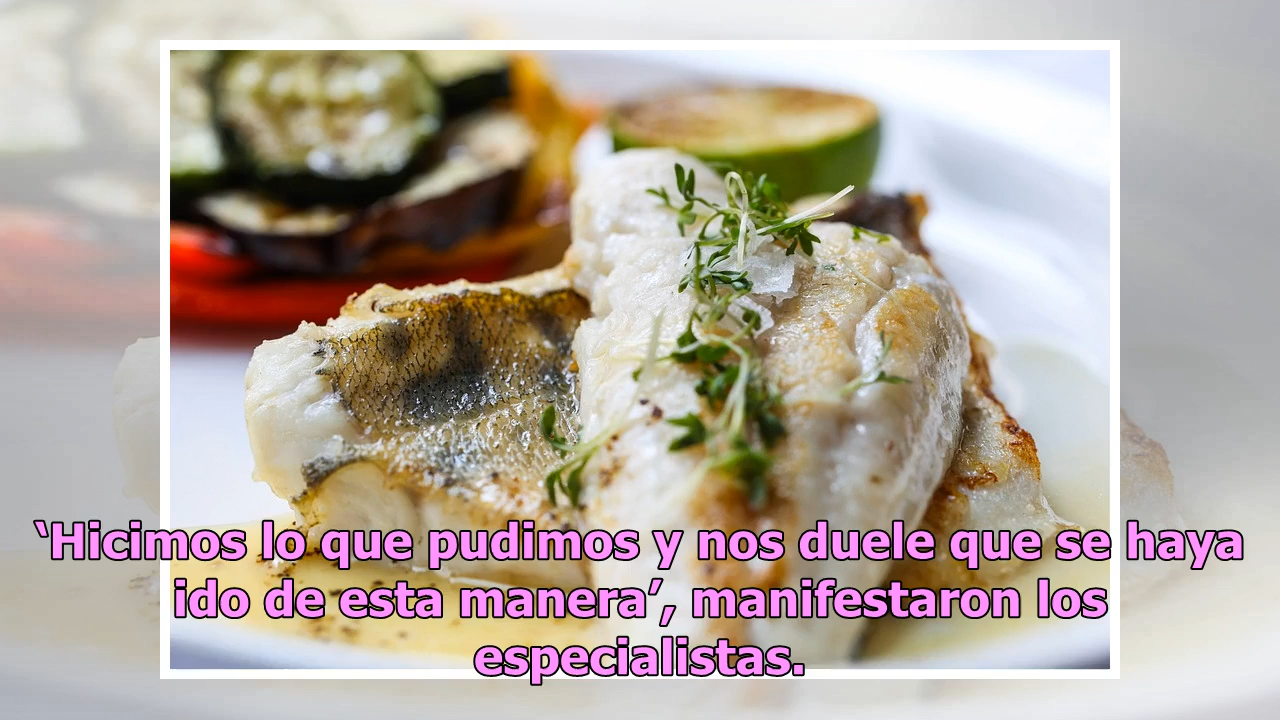 ‘Hicimos lo que pudimos y nos duele que se haya
ido de esta manera’, manifestaron los
especialistas.